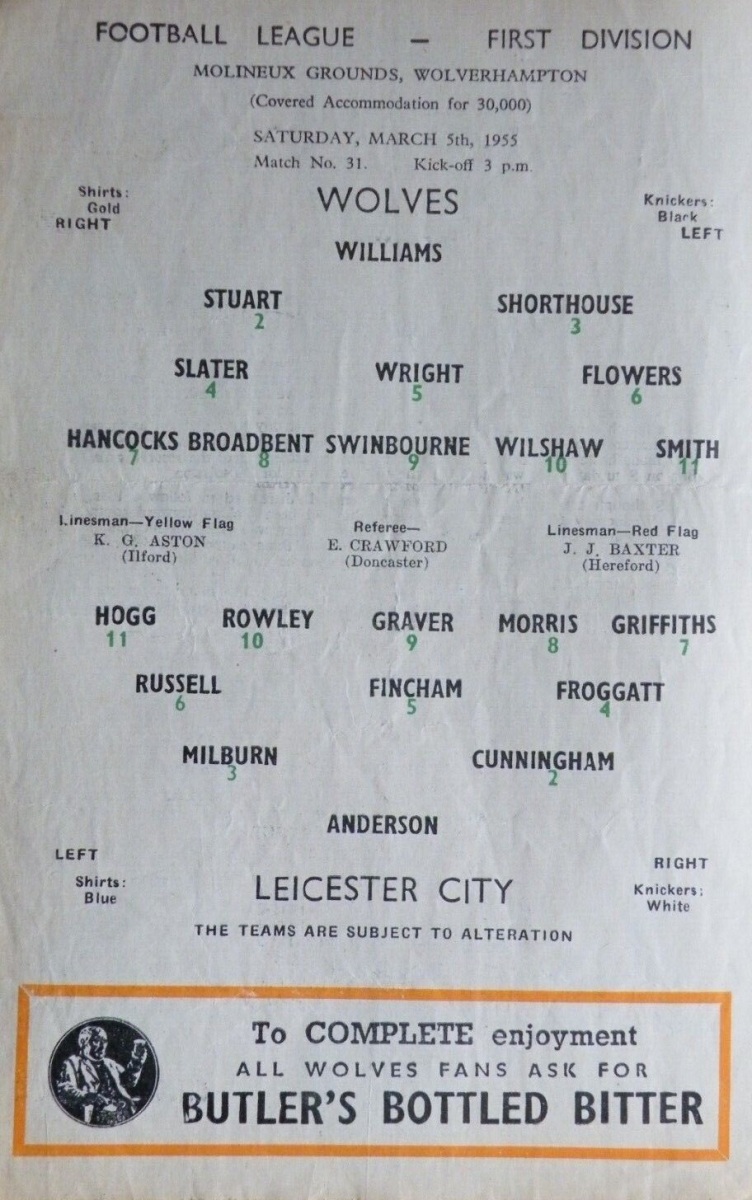 FOOTBALL LEAGUE — FIRST DIVISION
MOLINEUX GROUNDS, WOLVERHAMPTON
(Covered Accommodation for 30,000)
SATURDAY, MARCH 5th, 1955
Match No. 31. Kick-off 3 p.m.
Shirts:
Gold
RIGHT
WOLVES
Knickers:
Black
LEFT
WILLIAMS
STUART SHORTHOUSE
2 3
SLATER WRIGHT FLOWERS
4 5 6
HANCOCKS BROADBENT SWINBOURNE WILSHAW SMITH
7 8 9 10 11
Linesman—Yellow Flag
K. G. ASTON
(Ilford)
Referee—
E. CRAWFORD
(Doncaster)
Linesman—Red Flag
J. J. BAXTER
(Hereford)
HOGG ROWLEY GRAVER MORRIS GRIFFITHS
11 10 9 8 7
RUSSELL FINCHAM FROGGATT
6 5 4
MILBURN CUNNINGHAM
3 2
ANDERSON
LEFT
Shirts:
Blue
LEICESTER CITY
RIGHT
Knickers:
White
THE TEAMS ARE SUBJECT TO ALTERATION
To COMPLETE enjoyment
ALL WOLVES FANS ASK FOR
BUTLER'S BOTTLED BITTER